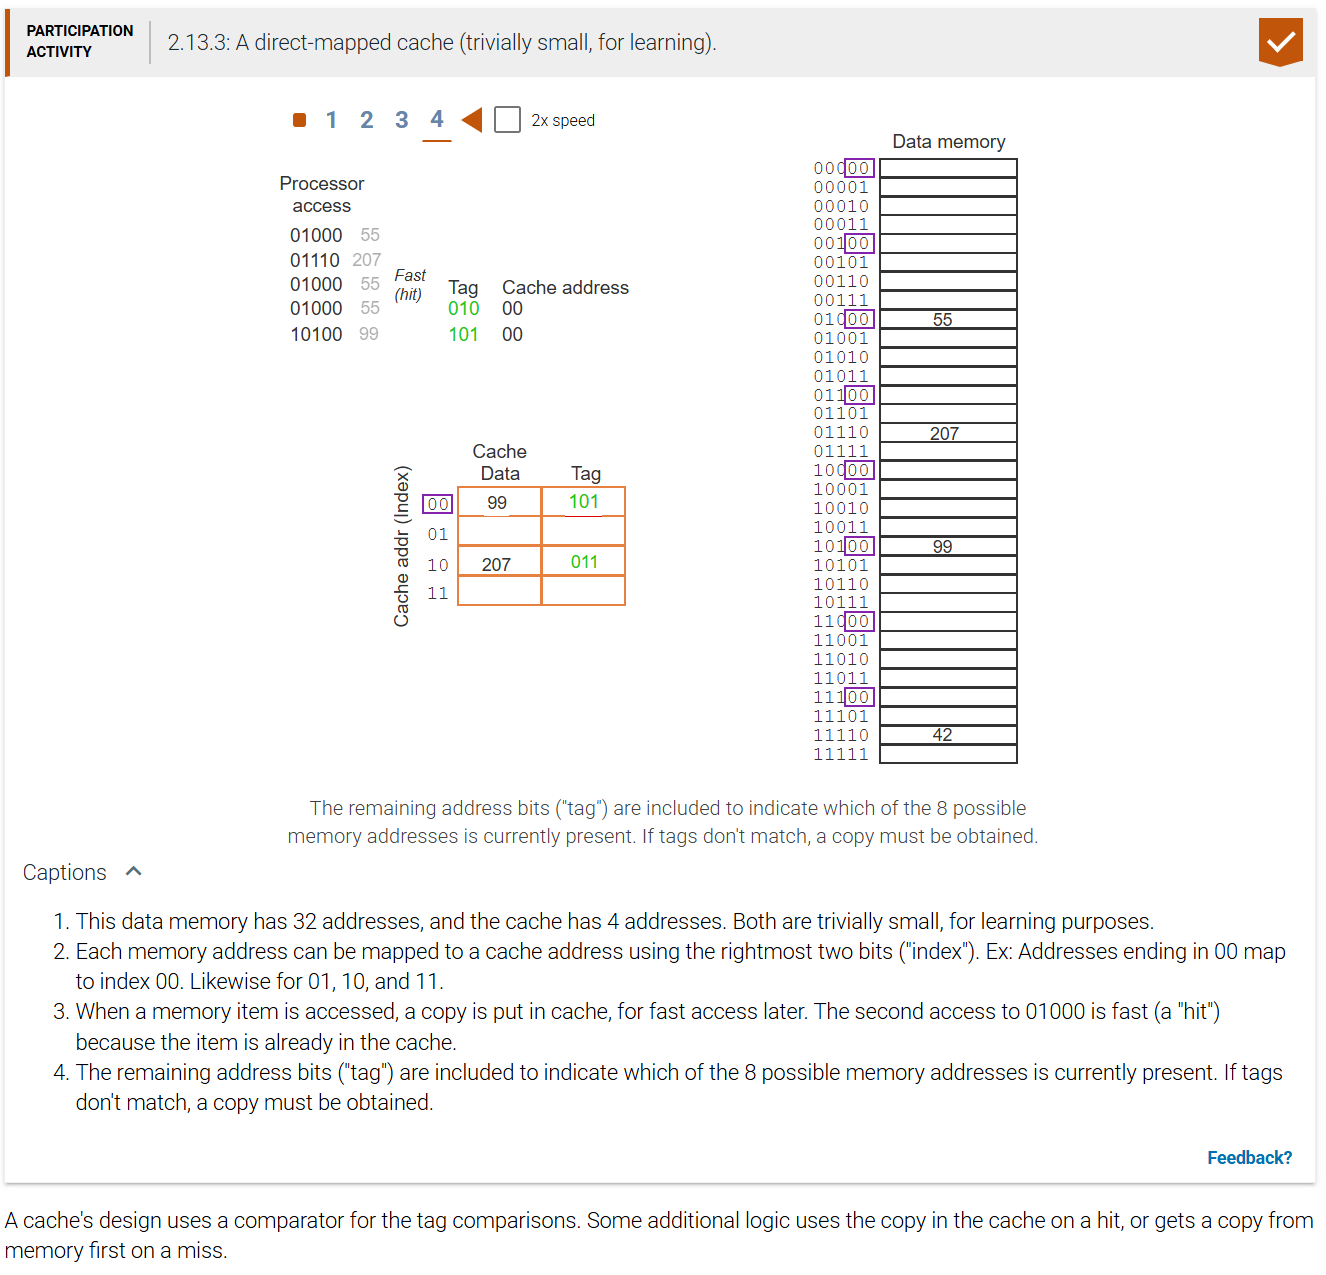 PARTICIPATION
ACTIVITY
2.13.3: A direct-mapped cache (trivially small, for learning).
1 2 3 4 2x speed
Processor
access
01000 55
01110 207
01000 55
01000 55
10100 99
Fast
(hit)
Tag Cache address
010 00
101 00
Cache
Data Tag
Cache addr (Index)
00 99 101
01
10 207 011
11
Data memory
00000
00001
00010
00011
00100
00101
00110
00111
01000 55
01001
01010
01011
01100
01101
01110 207
01111
10000
10001
10010
10011
10100 99
10101
10110
10111
11000
11001
11010
11011
11100
11101
11110 42
11111
The remaining address bits ("tag") are included to indicate which of the 8 possible
memory addresses is currently present. If tags don't match, a copy must be obtained.
Captions
1. This data memory has 32 addresses, and the cache has 4 addresses. Both are trivially small, for learning purposes.
2. Each memory address can be mapped to a cache address using the rightmost two bits ("index"). Ex: Addresses ending in 00 map
to index 00. Likewise for 01, 10, and 11.
3. When a memory item is accessed, a copy is put in cache, for fast access later. The second access to 01000 is fast (a "hit")
because the item is already in the cache.
4. The remaining address bits ("tag") are included to indicate which of the 8 possible memory addresses is currently present. If tags
don't match, a copy must be obtained.
Feedback?
A cache's design uses a comparator for the tag comparisons. Some additional logic uses the copy in the cache on a hit, or gets a copy from
memory first on a miss.